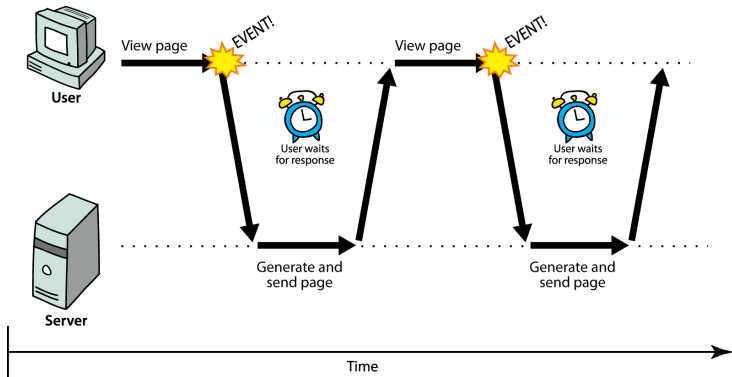 View page
EVENT!
View page
EVENT!
User
User waits
for response
User waits
for response
Generate and
send page
Generate and
send page
Server
Time